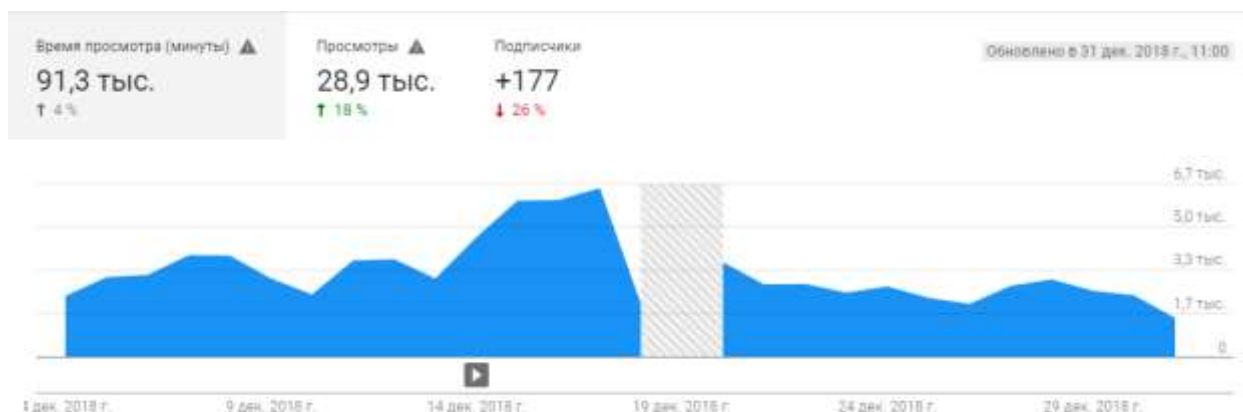 Время просмотра (минуты)
91,3 тыс.
↑ 4 %
Просмотры
28,9 тыс.
↑ 18 %
Подписчики
+177
↓ 26 %
Обновлено в 31 дек. 2018 г., 11:00
6,7 тыс.
5,0 тыс.
3,3 тыс.
1,7 тыс.
0
дек. 2018 г.
9 дек. 2018 г.
14 дек. 2018 г.
19 дек. 2018 г.
24 дек. 2018 г.
29 дек. 2018 г.